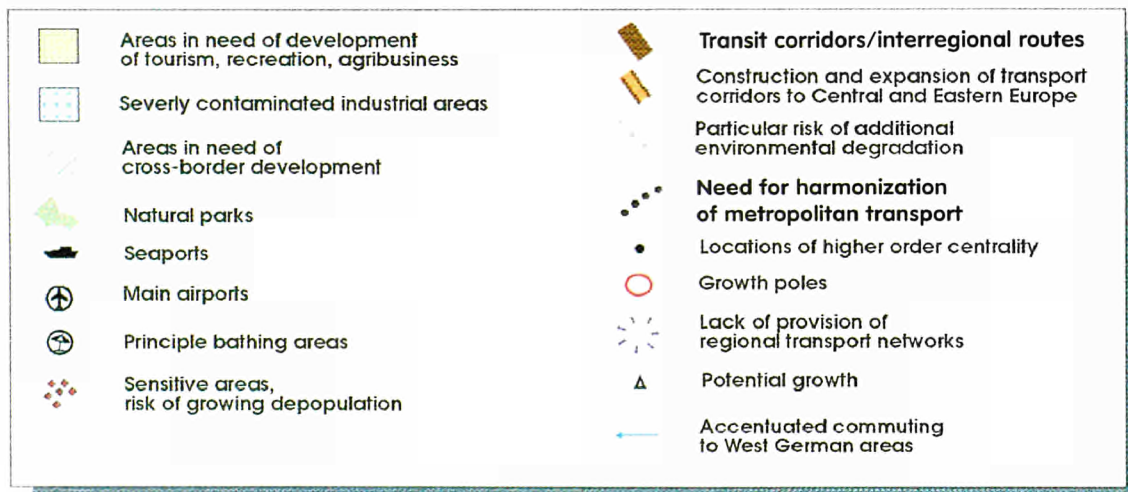 Areas in need of development
of tourism, recreation, agribusiness
Severly contaminated industrial areas
Areas in need of
cross-border development
Natural parks
Seaports
Main airports
Principle bathing areas
Sensitive areas,
risk of growing depopulation
Transit corridors/interregional routes
Construction and expansion of transport
corridors to Central and Eastern Europe
Particular risk of additional
environmental degradation
Need for harmonization
of metropolitan transport
Locations of higher order centrality
Growth poles
Lack of provision of
regional transport networks
Potential growth
Accentuated commuting
to West German areas